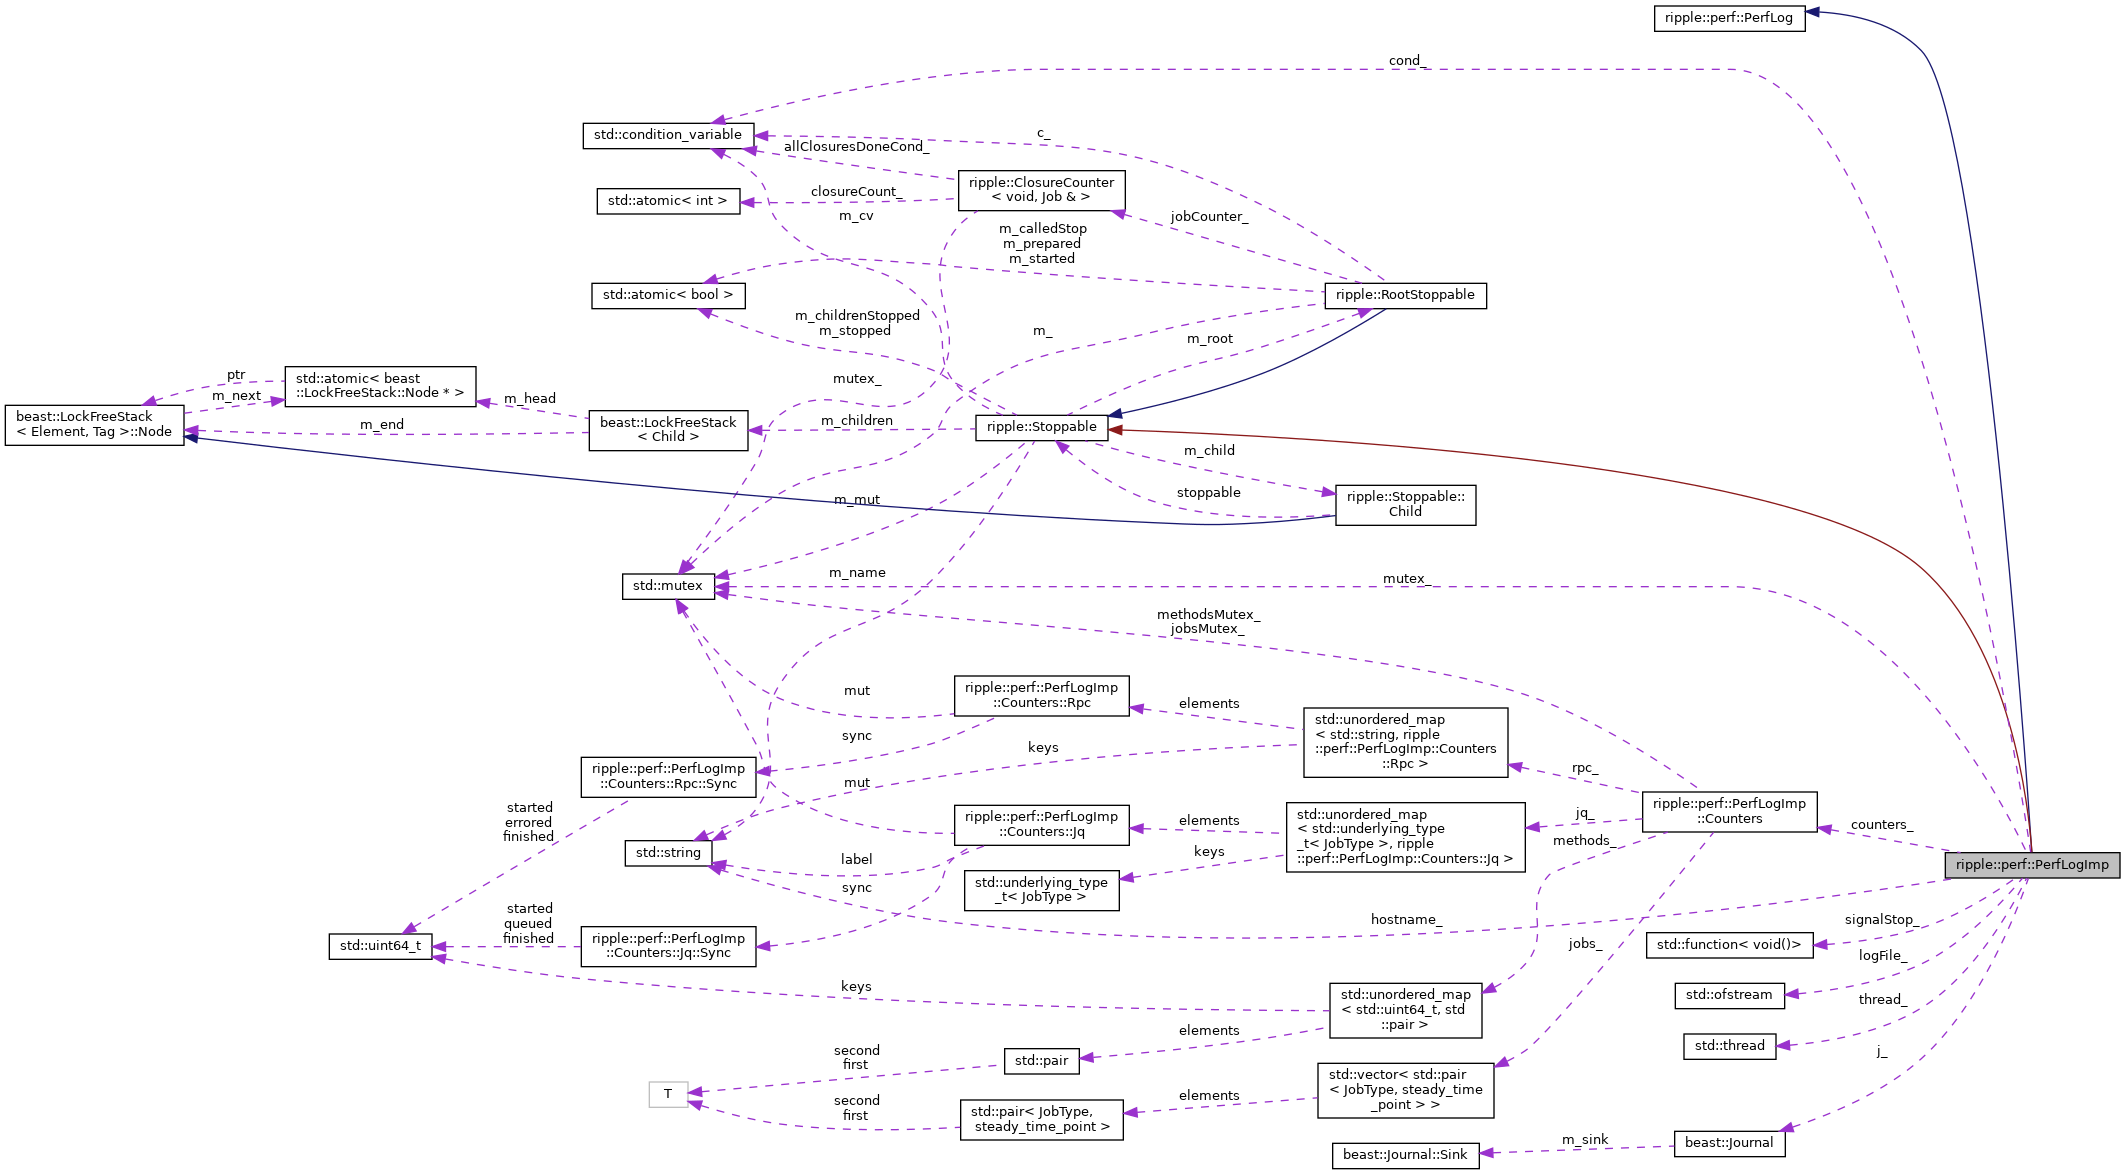 ripple::perf::PerfLog
cond_
std::condition_variable
c_
allClosuresDoneCond_
ripple::ClosureCounter
< void, Job & >
closureCount_
std::atomic< int >
m_cv
jobCounter_
m_calledStop
m_prepared
m_started
std::atomic< bool >
ripple::RootStoppable
m_childrenStopped
m_stopped
m_
m_root
ptr
std::atomic< beast
::LockFreeStack::Node * >
m_next
mutex_
m_head
beast::LockFreeStack
< Element, Tag >::Node
m_end
beast::LockFreeStack
< Child >
m_children
ripple::Stoppable
m_child
stoppable
ripple::Stoppable::
Child
m_mut
std::mutex
m_name
mutex_
methodsMutex_
jobsMutex_
ripple::perf::PerfLogImp
::Counters::Rpc
mut
elements
std::unordered_map
< std::string, ripple
::perf::PerfLogImp::Counters
::Rpc >
sync
keys
ripple::perf::PerfLogImp
::Counters::Rpc::Sync
mut
rpc_
ripple::perf::PerfLogImp
::Counters
started
errored
finished
ripple::perf::PerfLogImp
::Counters::Jq
elements
std::unordered_map
< std::underlying_type
_t< JobType >, ripple
::perf::PerfLogImp::Counters::Jq >
jq_
counters_
methods_
std::string
label
keys
ripple::perf::PerfLogImp
std::underlying_type
_t< JobType >
sync
hostname_
signalStop_
started
queued
finished
std::uint64_t
ripple::perf::PerfLogImp
::Counters::Jq::Sync
jobs_
std::function< void()>
logFile_
keys
std::unordered_map
< std::uint64_t, std
::pair >
std::ofstream
thread_
elements
std::thread
second
first
std::pair
j_
T
std::vector< std::pair
< JobType, steady_time
_point > >
second
first
elements
std::pair< JobType,
steady_time_point >
m_sink
beast::Journal
beast::Journal::Sink